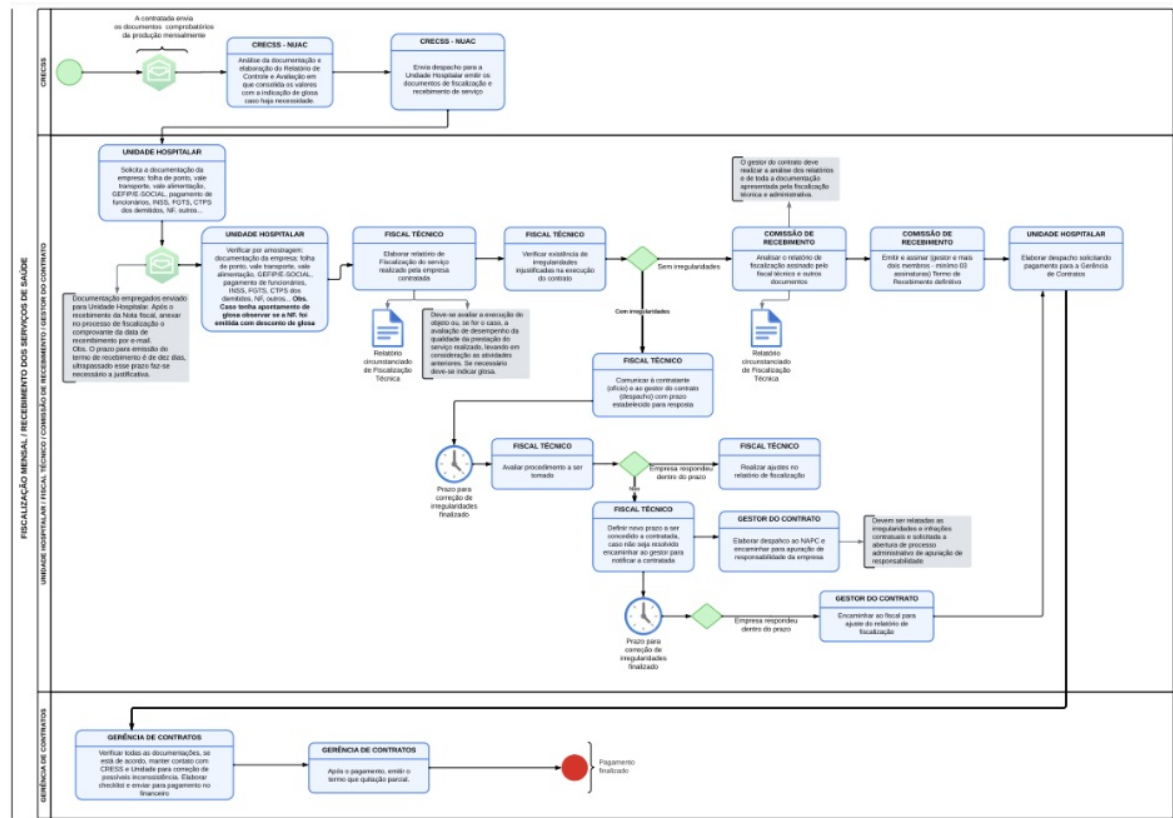 FISCALIZAÇÃO MENSAL / RECEBIMENTO DOS SERVIÇOS DE SAÚDE
CRECSS
A contratada envia
os documentos comprobatórios
da produção mensalmente
CRECSS - NUAC
Análise da documentação e
elaboração do Relatório de
Controle e Avaliação em
que consolida os valores
com a indicação de glosa
caso haja necessidade.
CRECSS - NUAC
Envia despacho para a
Unidade Hospitalar emitir os
documentos de fiscalização e
recebimento de serviço
UNIDADE HOSPITALAR / FISCAL TÉCNICO / COMISSÃO DE RECEBIMENTO / GESTOR DO CONTRATO
UNIDADE HOSPITALAR
Solicita a documentação da
empresa: folha de ponto, vale
transporte, vale alimentação,
GEFIP/E-SOCIAL, pagamento de
funcionários, INSS, FGTS, CTPS
dos demitidos, NF, outros...
Documentação empregados enviado
para Unidade Hospitalar. Após o
recebimento da Nota fiscal, anexar
no processo de fiscalização o
comprovante da data de
recembimento por e-mail.
Obs. O prazo para emissão do
termo de recebimento é de dez dias,
ultrapassado esse prazo faz-se
necessário a justificativa.
UNIDADE HOSPITALAR
Verificar por amostragem:
documentação da empresa: folha
de ponto, vale transporte, vale
alimentação, GEFIP/E-SOCIAL,
pagamento de funcionários,
INSS, FGTS, CTPS dos
demitidos, NF, outros... Obs.
Caso tenha apontamento de
glosa observar se a NF. foi
emitida com desconto de glosa
FISCAL TÉCNICO
Elaborar relatório de
Fiscalização do serviço
realizado pela empresa
contratada
Relatório
circunstanciado
de Fiscalização
Técnica
Deve-se avaliar a execução do
objeto ou, se for o caso, a
avaliação de desempenho da
qualidade da prestação do
serviço realizado, levando em
consideração as atividades
anteriores. Se necessário
deve-se indicar glosa.
FISCAL TÉCNICO
Verificar existência de
irregularidades
injustificadas na execução
do contrato
Sem irregularidades
Com irregularidades
O gestor do contrato deve
realizar a análise dos relatórios
e de toda a documentação
apresentada pela fiscalização
técnica e administrativa.
COMISSÃO DE
RECEBIMENTO
Analisar o relatório de
fiscalização assinado pelo
fiscal técnico e outros
documentos
Relatório
circunstanciado
de Fiscalização
Técnica
COMISSÃO DE
RECEBIMENTO
Emitir e assinar (gestor e mais
dois membros - mínimo 03
assinaturas) Termo de
Recebimento definitivo
UNIDADE HOSPITALAR
Elaborar despacho solicitando
pagamento para a Gerência
de Contratos
FISCAL TÉCNICO
Comunicar à contratante
(ofício) e ao gestor do contrato
(despacho) com prazo
estabelecido para resposta
Prazo para
correção de
irregularidades
finalizado
FISCAL TÉCNICO
Avaliar procedimento a ser
tomado
Empresa respondeu
dentro do prazo
Não
FISCAL TÉCNICO
Realizar ajustes no
relatório de fiscalização
FISCAL TÉCNICO
Definir novo prazo a ser
concedido a contratada,
caso não seja resolvido
encaminhar ao gestor para
notificar a contratada
GESTOR DO CONTRATO
Elaborar despahco ao NAPC e
encaminhar para apuração de
responsabilidade da empresa
Devem ser relatadas as
irregularidades e infrações
contratuais e solicitada a
abertura de processo
administrativo de apuração de
responsabilidade
Prazo para
correção de
irregularidades
finalizado
Empresa respondeu
dentro do prazo
GESTOR DO CONTRATO
Encaminhar ao fiscal para
ajuste do relatório de
fiscalização
GERÊNCIA DE CONTRATOS
GERÊNCIA DE CONTRATOS
Verificar todas as documentações, se
está de acordo, manter contato com
CRESS e Unidade para correção de
possíveis inconsistência. Elaborar
checklist e enviar para pagamento no
financeiro
GERÊNCIA DE CONTRATOS
Após o pagamento, emitir o
termo que quitação parcial.
Pagamento
finalizado